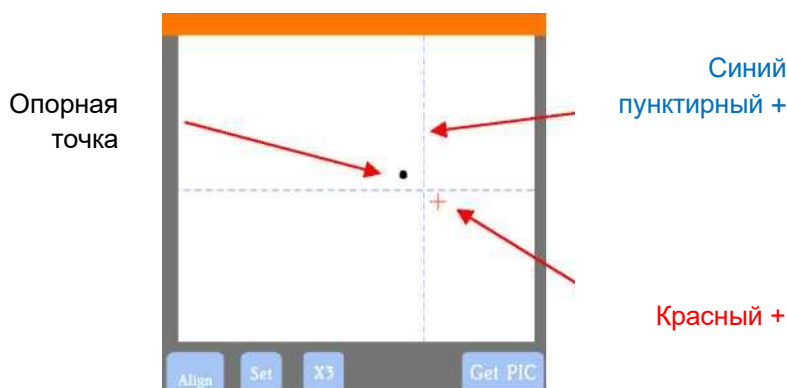 Синий
пунктирный +
Опорная
точка
Красный +
Align
Set
X3
Get PIC